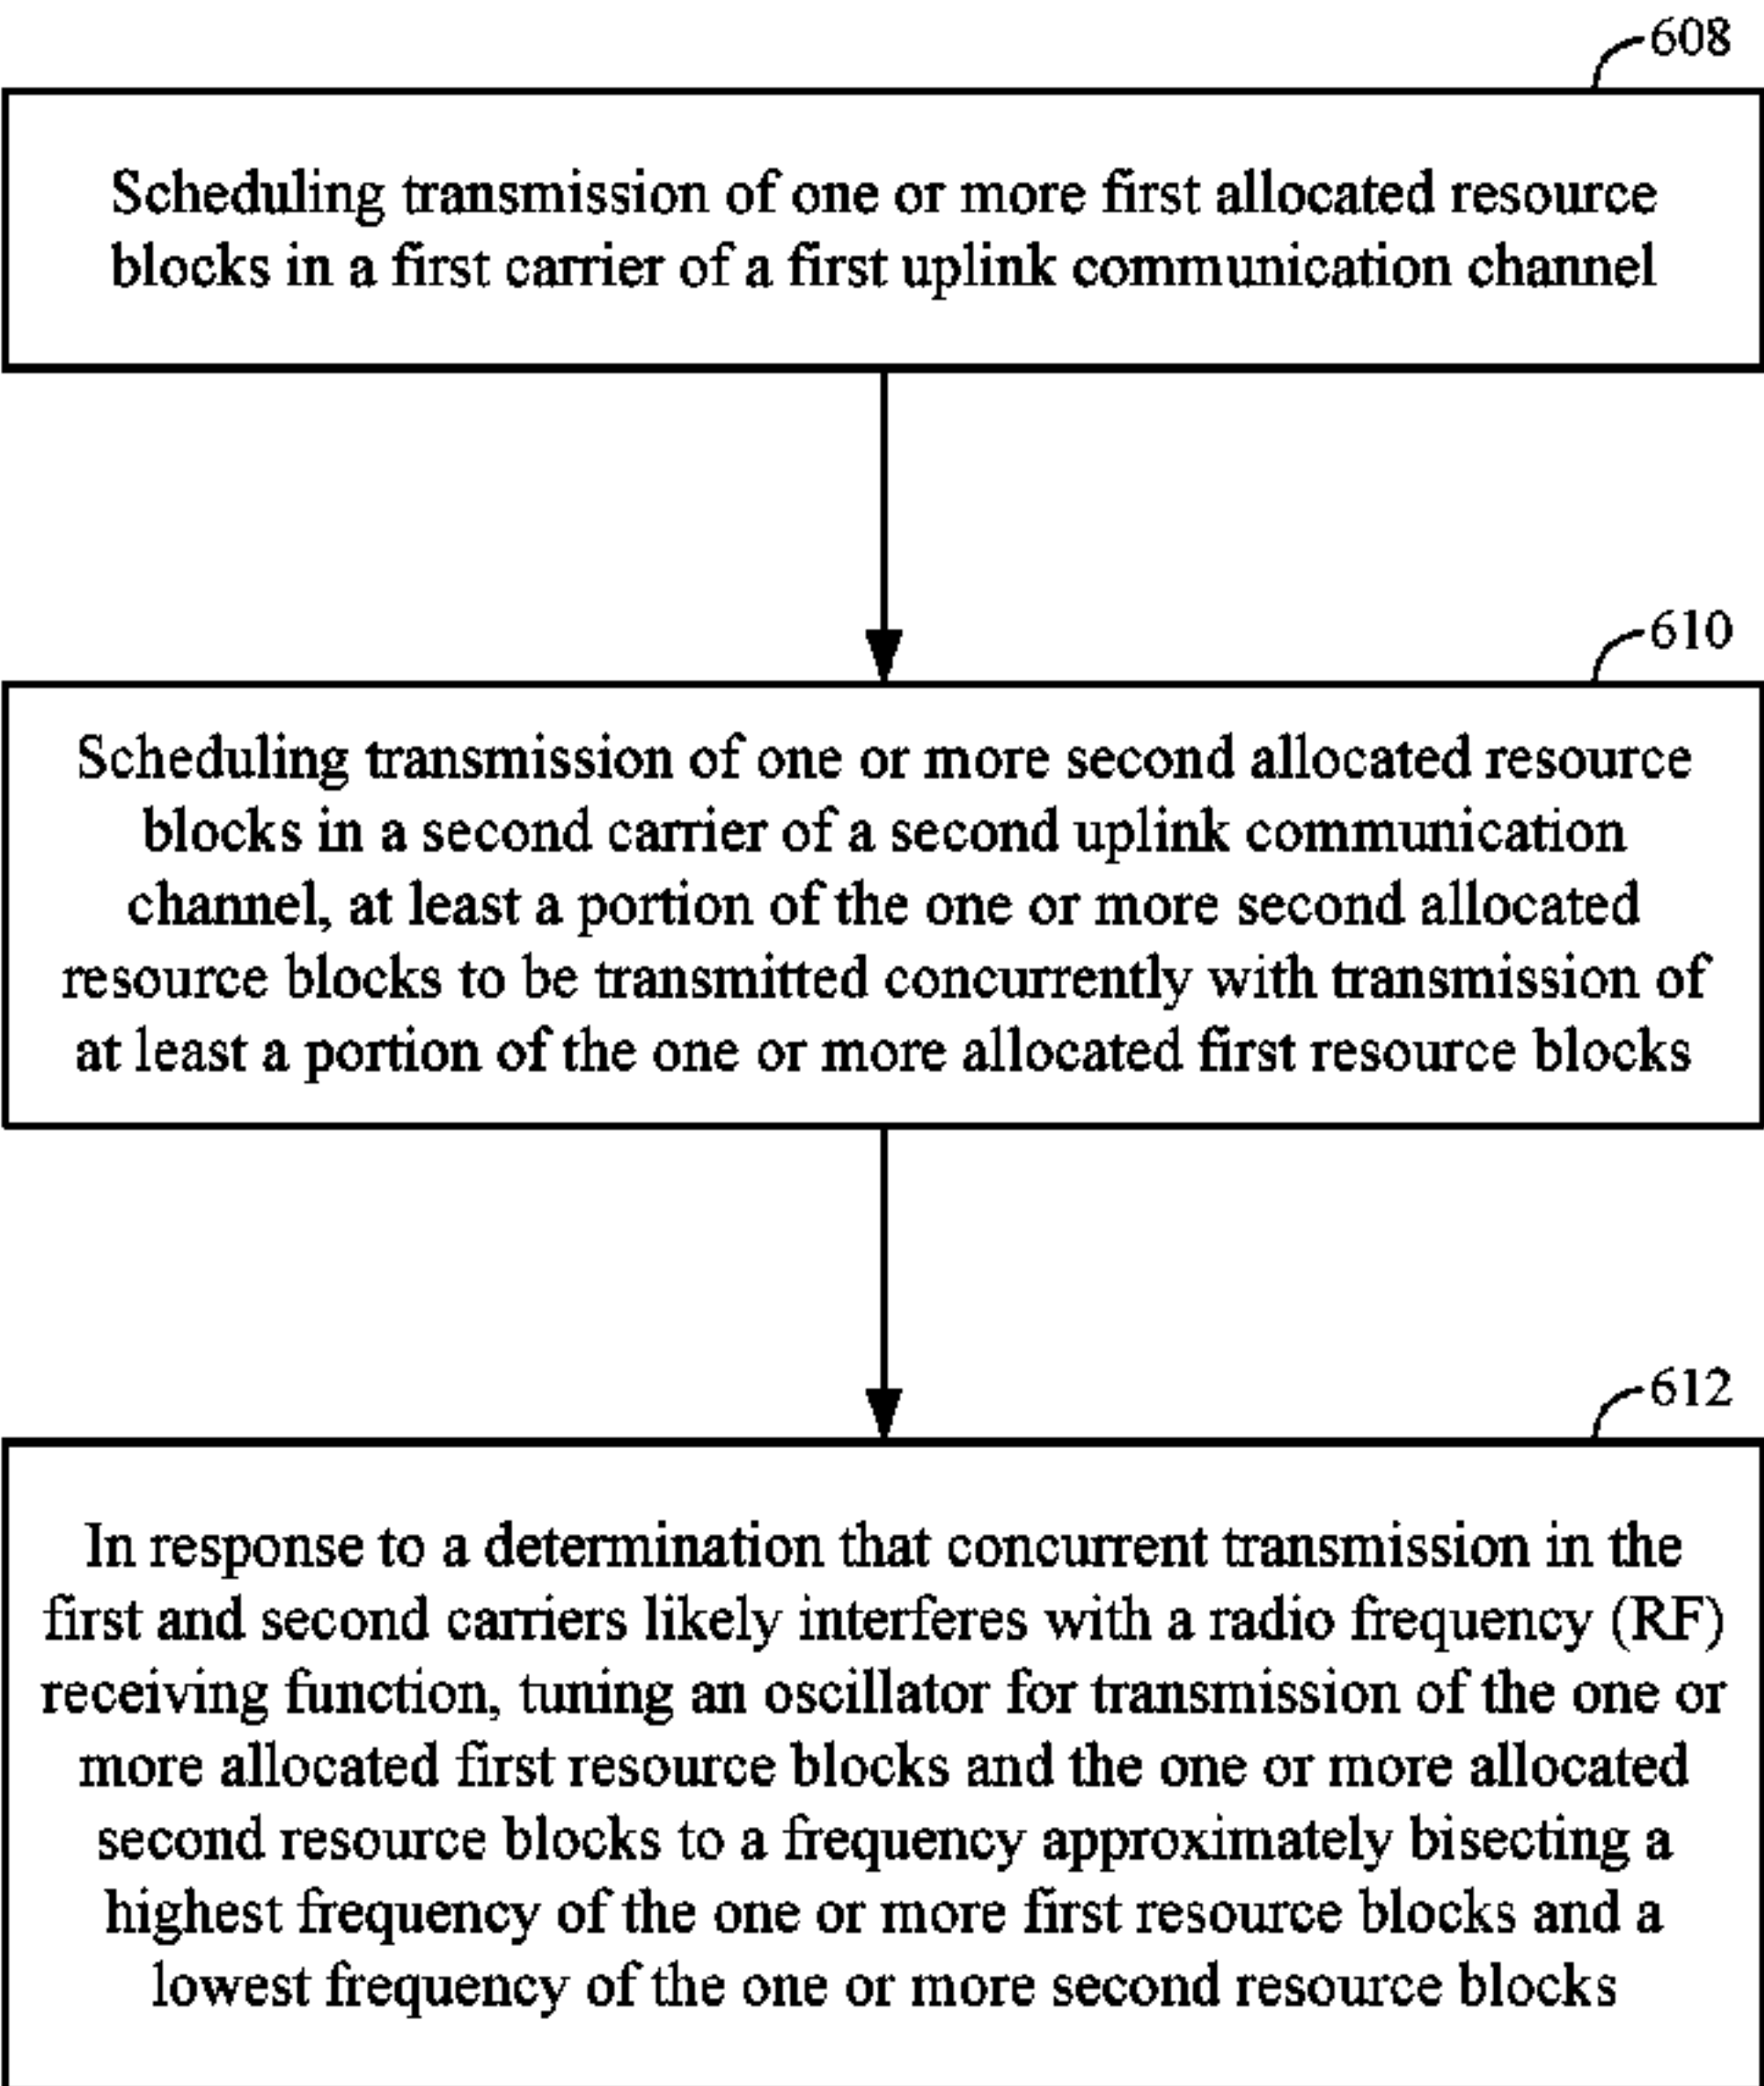 608
Scheduling transmission of one or more first allocated resource
blocks in a first carrier of a first uplink communication channel
610
Scheduling transmission of one or more second allocated resource
blocks in a second carrier of a second uplink communication
channel, at least a portion of the one or more second allocated
resource blocks to be transmitted concurrently with transmission of
at least a portion of the one or more allocated first resource blocks
612
In response to a determination that concurrent transmission in the
first and second carriers likely interferes with a radio frequency (RF)
receiving function, tuning an oscillator for transmission of the one or
more allocated first resource blocks and the one or more allocated
second resource blocks to a frequency approximately bisecting a
highest frequency of the one or more first resource blocks and a
lowest frequency of the one or more second resource blocks